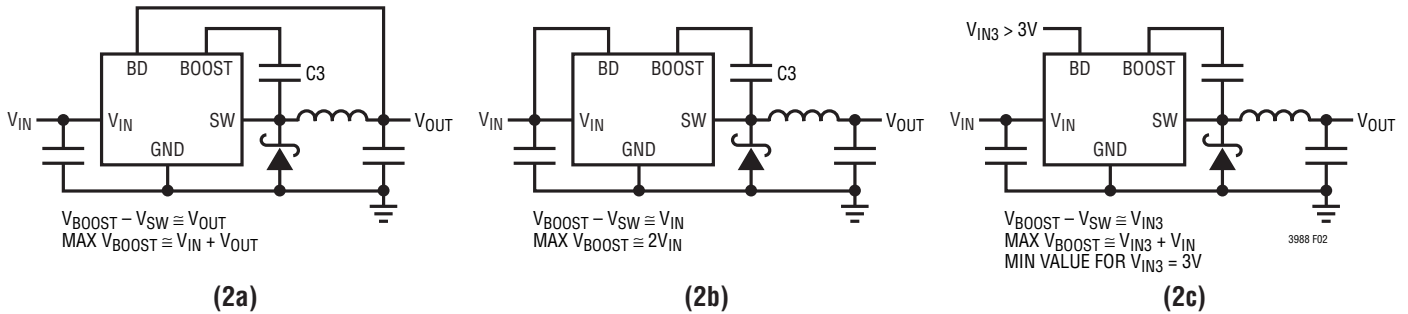 BD BOOST
C3
V_IN V_IN SW V_OUT
GND
V_BOOST – V_SW ≅ V_OUT
MAX V_BOOST ≅ V_IN + V_OUT
(2a)
BD BOOST
C3
V_IN V_IN SW V_OUT
GND
V_BOOST – V_SW ≅ V_IN
MAX V_BOOST ≅ 2V_IN
(2b)
V_IN3 > 3V
BD BOOST
V_IN V_IN SW V_OUT
GND
V_BOOST – V_SW ≅ V_IN3
MAX V_BOOST ≅ V_IN3 + V_IN
MIN VALUE FOR V_IN3 = 3V
3988 F02
(2c)